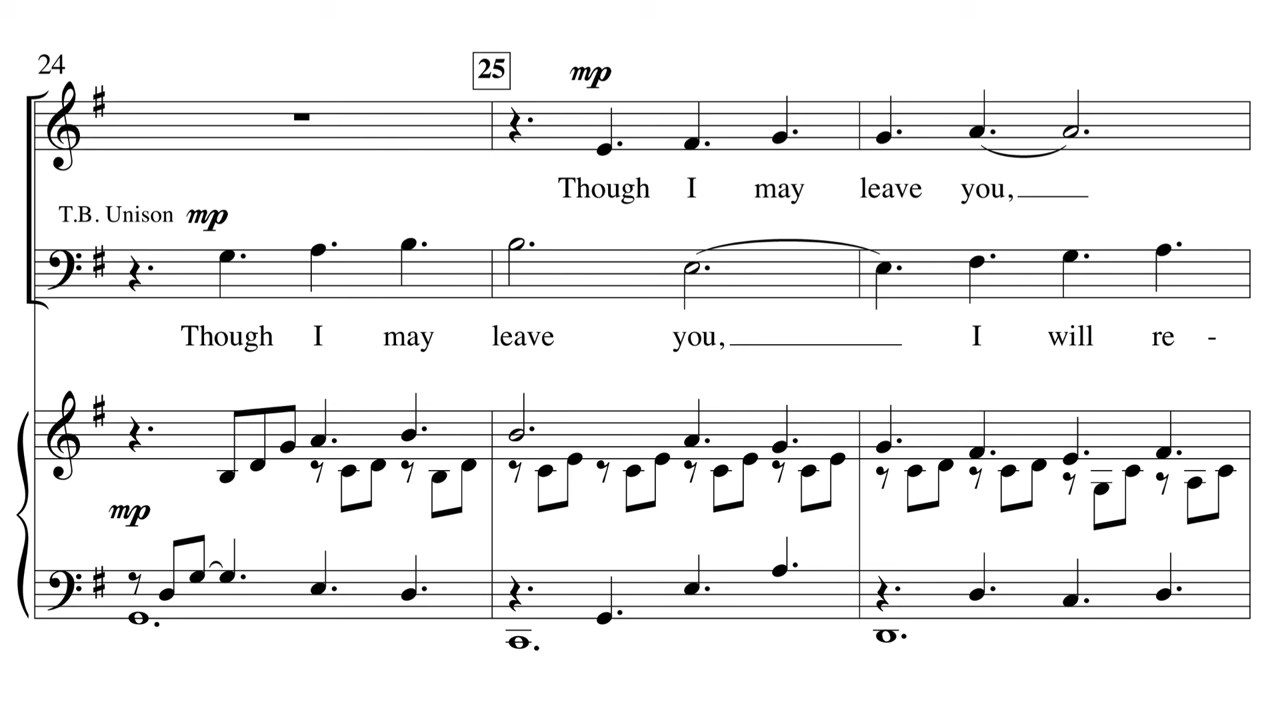 24
25 mp
Though I may leave you,
T.B. Unison mp
Though I may leave you, I will re -
mp